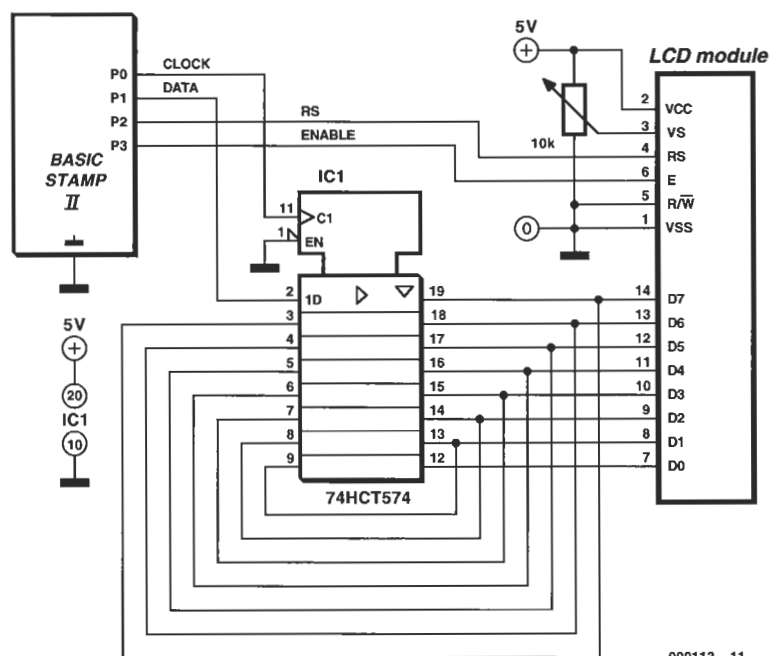 BASIC
STAMP
II
P0
P1
P2
P3
CLOCK
DATA
RS
ENABLE
5V
+
10k
0
LCD module
2 VCC
3 VS
4 RS
6 E
5 R/W̅
1 VSS
14 D7
13 D6
12 D5
11 D4
10 D3
9 D2
8 D1
7 D0
IC1
11 C1
1 EN
2 1D 19
3 18
4 17
5 16
6 15
7 14
8 13
9 12
74HCT574
5V
+
20
IC1
10